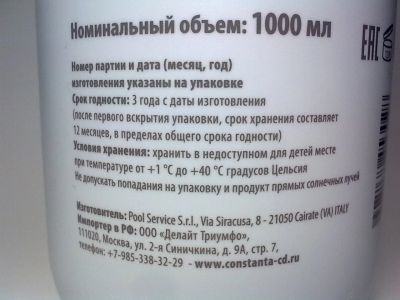 Номинальный объем: 1000 мл
EAC
Номер партии и дата (месяц, год)
изготовления указаны на упаковке
Срок годности: 3 года с даты изготовления
(после первого вскрытия упаковки, срок хранения составляет
12 месяцев, в пределах общего срока годности)
Условия хранения: хранить в недоступном для детей месте
при температуре от +1 °С до +40 °С градусов Цельсия
Не допускать попадания на упаковку и продукт прямых солнечных лучей
Изготовитель: Pool Service S.r.l., Via Siracusa, 8 - 21050 Cairate (VA) ITALY
Импортер в РФ: ООО «Делайт Триумфо»,
111020, Москва, ул. 2-я Синичкина, д. 9А, стр. 7,
телефон: +7-985-338-32-29 - www.constanta-cd.ru